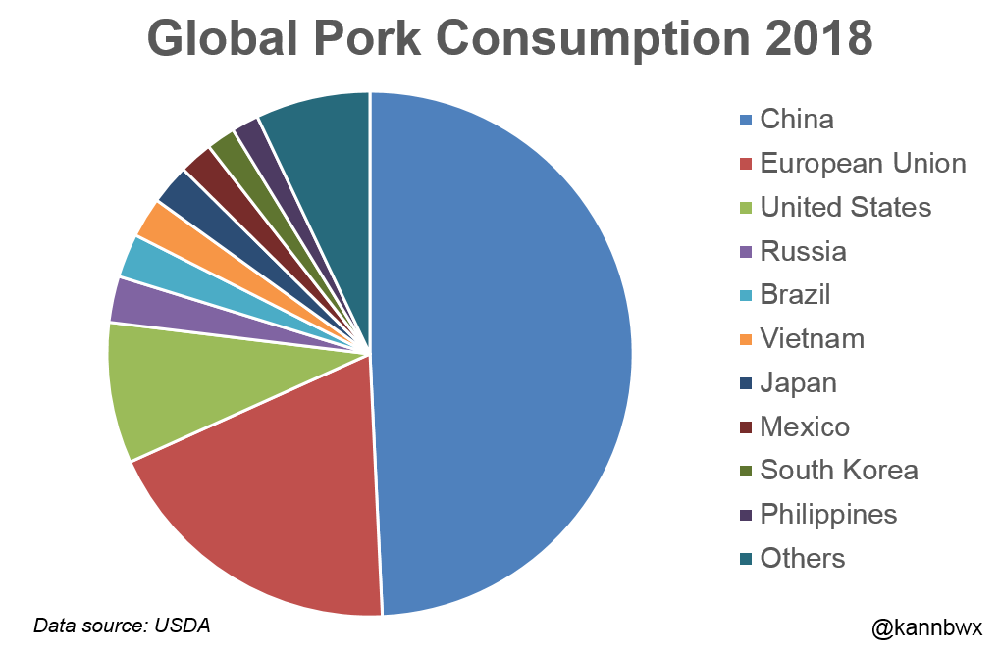 Global Pork Consumption 2018
China
European Union
United States
Russia
Brazil
Vietnam
Japan
Mexico
South Korea
Philippines
Others
Data source: USDA
@kannbwx